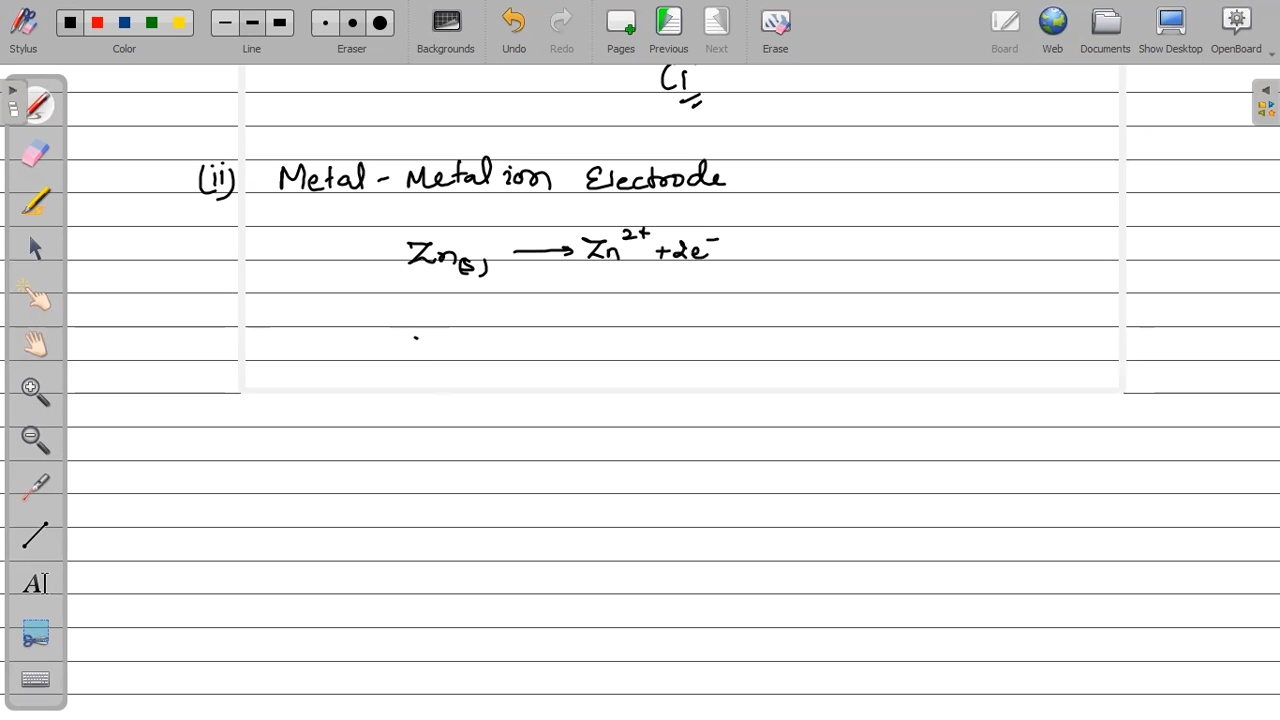 Stylus Color Line Eraser Backgrounds Undo Redo Pages Previous Next Erase Board Web Documents Show Desktop OpenBoard
(ii) Metal - Metal ion Electrode
Zn(s) ⟶ Zn²⁺ + 2e⁻